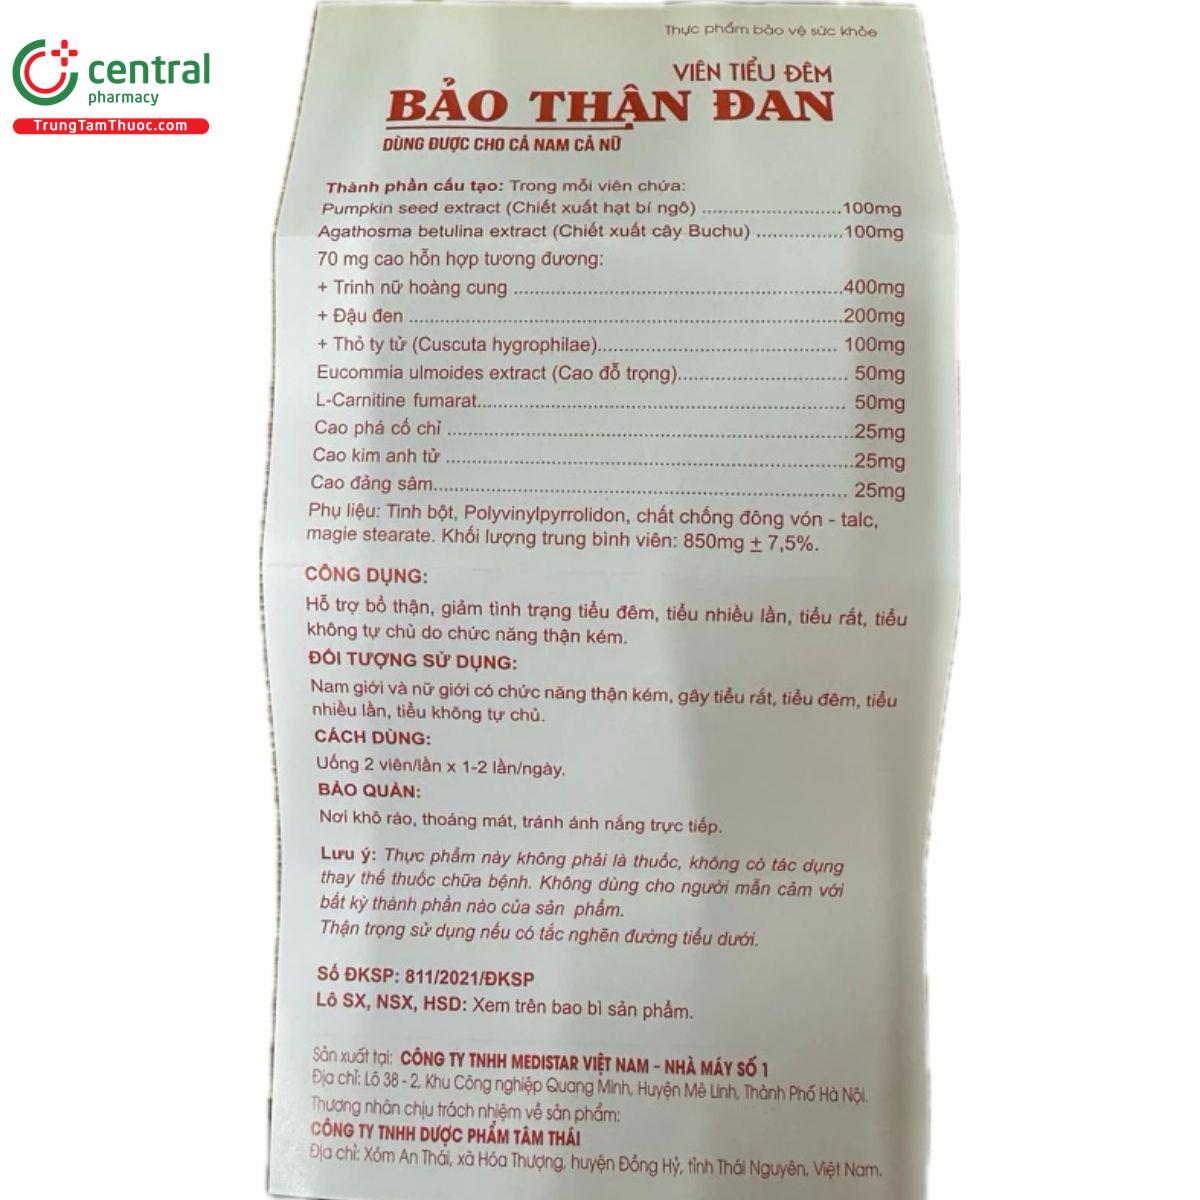 central
pharmacy
TrungTamThuoc.com
Thực phẩm bảo vệ sức khỏe
VIÊN TIỂU ĐÊM
BẢO THẬN ĐAN
DÙNG ĐƯỢC CHO CẢ NAM CẢ NỮ
Thành phần cấu tạo: Trong mỗi viên chứa:
Pumpkin seed extract (Chiết xuất hạt bí ngô) ...........................100mg
Agathosma betulina extract (Chiết xuất cây Buchu) ................100mg
70 mg cao hỗn hợp tương đương:
+ Trinh nữ hoàng cung ...............................................................400mg
+ Đậu đen ...................................................................................200mg
+ Thỏ ty tử (Cuscuta hygrophilae).............................................. 100mg
Eucommia ulmoides extract (Cao đỗ trọng)................................. 50mg
L-Carnitine fumarat...................................................................... 50mg
Cao phá cố chỉ ..............................................................................25mg
Cao kim anh tử ..............................................................................25mg
Cao đảng sâm................................................................................ 25mg
Phụ liệu: Tinh bột, Polyvinylpyrrolidon, chất chống đông vón - talc,
magie stearate. Khối lượng trung bình viên: 850mg ± 7,5%.
CÔNG DỤNG:
Hỗ trợ bổ thận, giảm tình trạng tiểu đêm, tiểu nhiều lần, tiểu rắt, tiểu
không tự chủ do chức năng thận kém.
ĐỐI TƯỢNG SỬ DỤNG:
Nam giới và nữ giới có chức năng thận kém, gây tiểu rắt, tiểu đêm, tiểu
nhiều lần, tiểu không tự chủ.
CÁCH DÙNG:
Uống 2 viên/lần x 1-2 lần/ngày.
BẢO QUẢN:
Nơi khô ráo, thoáng mát, tránh ánh nắng trực tiếp.
Lưu ý: Thực phẩm này không phải là thuốc, không có tác dụng
thay thế thuốc chữa bệnh. Không dùng cho người mẫn cảm với
bất kỳ thành phần nào của sản phẩm.
Thận trọng sử dụng nếu có tắc nghẽn đường tiểu dưới.
Số ĐKSP: 811/2021/ĐKSP
Lô SX, NSX, HSD: Xem trên bao bì sản phẩm.
Sản xuất tại: CÔNG TY TNHH MEDISTAR VIỆT NAM - NHÀ MÁY SỐ 1
Địa chỉ: Lô 38 - 2, Khu Công nghiệp Quang Minh, Huyện Mê Linh, Thành Phố Hà Nội.
Thương nhân chịu trách nhiệm về sản phẩm:
CÔNG TY TNHH DƯỢC PHẨM TÂM THÁI
Địa chỉ: Xóm An Thái, xã Hóa Thượng, huyện Đồng Hỷ, tỉnh Thái Nguyên, Việt Nam.